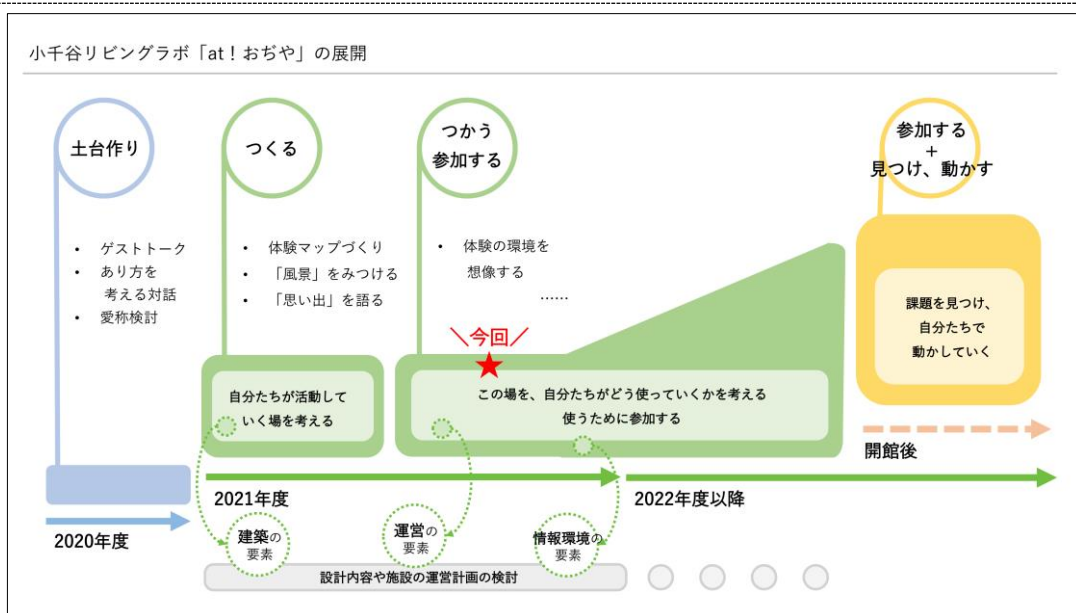 小千谷リビングラボ「at！おぢや」の展開
土台作り
• ゲストトーク
• あり方を
考える対話
• 愛称検討
つくる
• 体験マップづくり
• 「風景」をみつける
• 「思い出」を語る
つかう
参加する
• 体験の環境を
想像する
……
参加する
+
見つけ、動かす
課題を見つけ、
自分たちで
動かしていく
＼今回／
自分たちが活動して
いく場を考える
この場を、自分たちがどう使っていくかを考える
使うために参加する
開館後
2020年度
2021年度
2022年度以降
建築の
要素
運営の
要素
情報環境の
要素
設計内容や施設の運営計画の検討